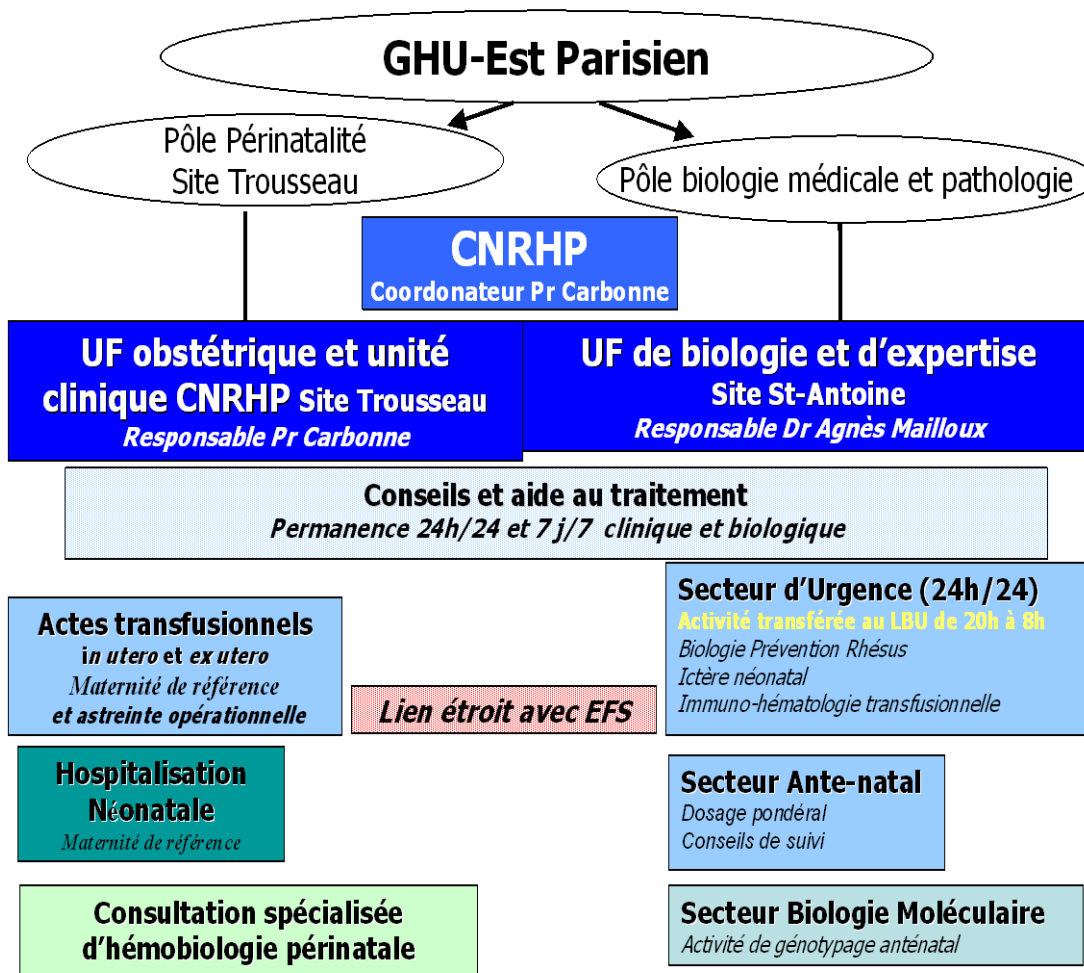 GHU-Est Parisien
Pôle Périnatalité
Site Trousseau
Pôle biologie médicale et pathologie
CNRHP
Coordonateur Pr Carbonne
UF obstétrique et unité
clinique CNRHP Site Trousseau
Responsable Pr Carbonne
UF de biologie et d'expertise
Site St-Antoine
Responsable Dr Agnès Mailloux
Conseils et aide au traitement
Permanence 24h/24 et 7 j/7 clinique et biologique
Actes transfusionnels
in utero et ex utero
Maternité de référence
et astreinte opérationnelle
Lien étroit avec EFS
Secteur d'Urgence (24h/24)
Activité transférée au LBU de 20h à 8h
Biologie Prévention Rhésus
Ictère néonatal
Immuno-hématologie transfusionnelle
Hospitalisation
Néonatale
Maternité de référence
Secteur Ante-natal
Dosage pondéral
Conseils de suivi
Consultation spécialisée
d'hémobiologie périnatale
Secteur Biologie Moléculaire
Activité de génotypage anténatal